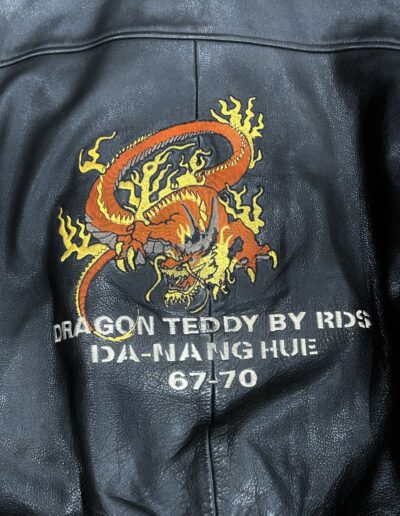 DRAGON TEDDY BY RDS
DA-NANG HUE
67-70